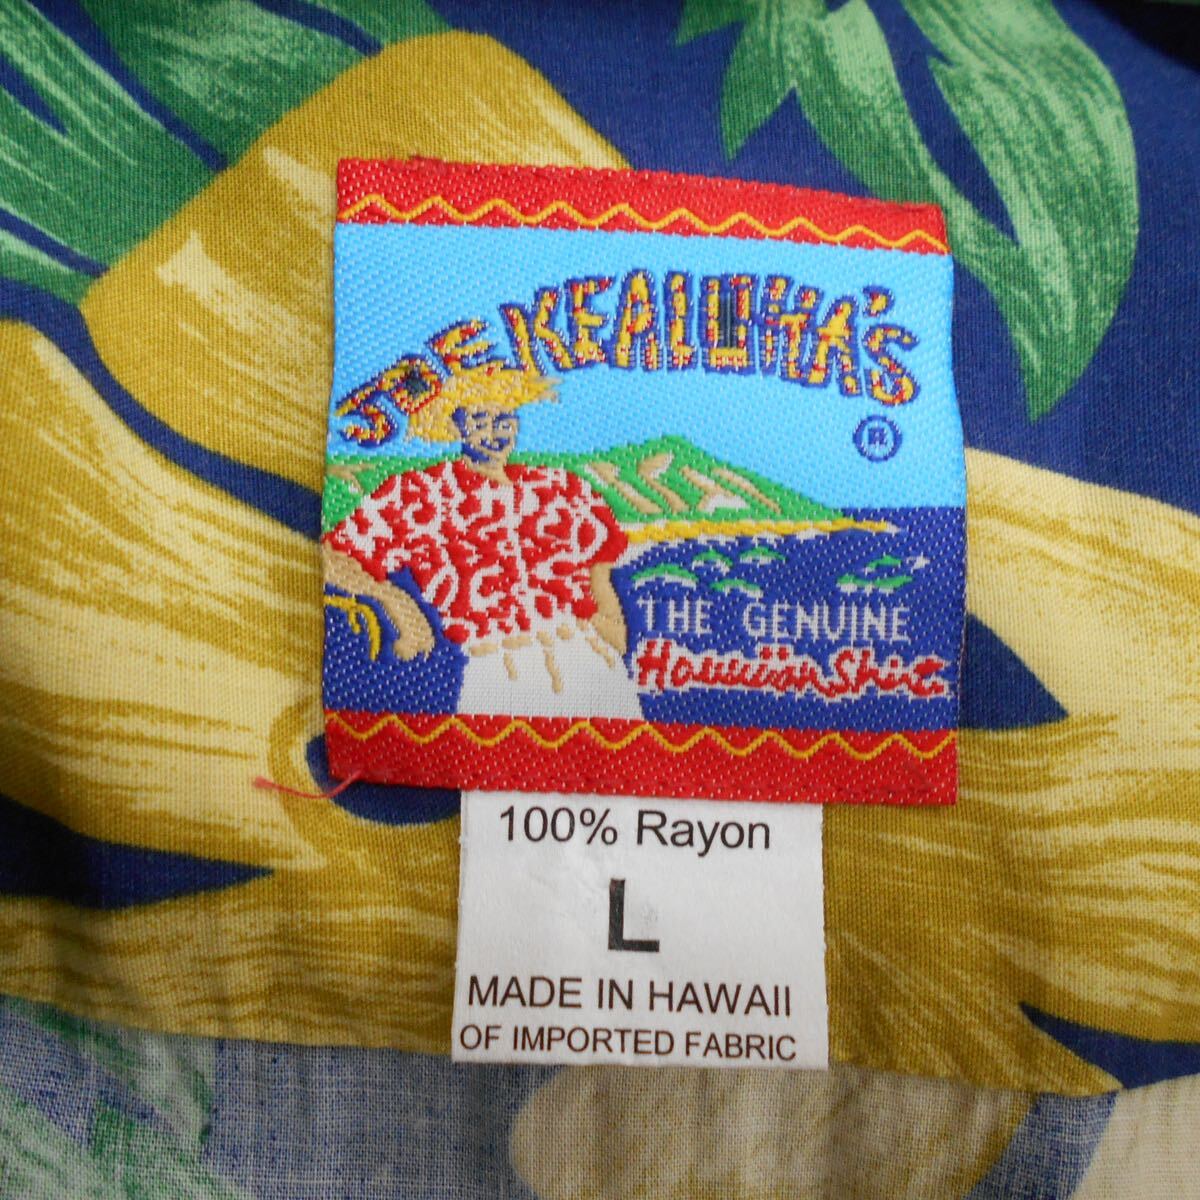 JOE KEALOHA'S
®
THE GENUINE
Hawaiian Shirt
100% Rayon
L
MADE IN HAWAII
OF IMPORTED FABRIC